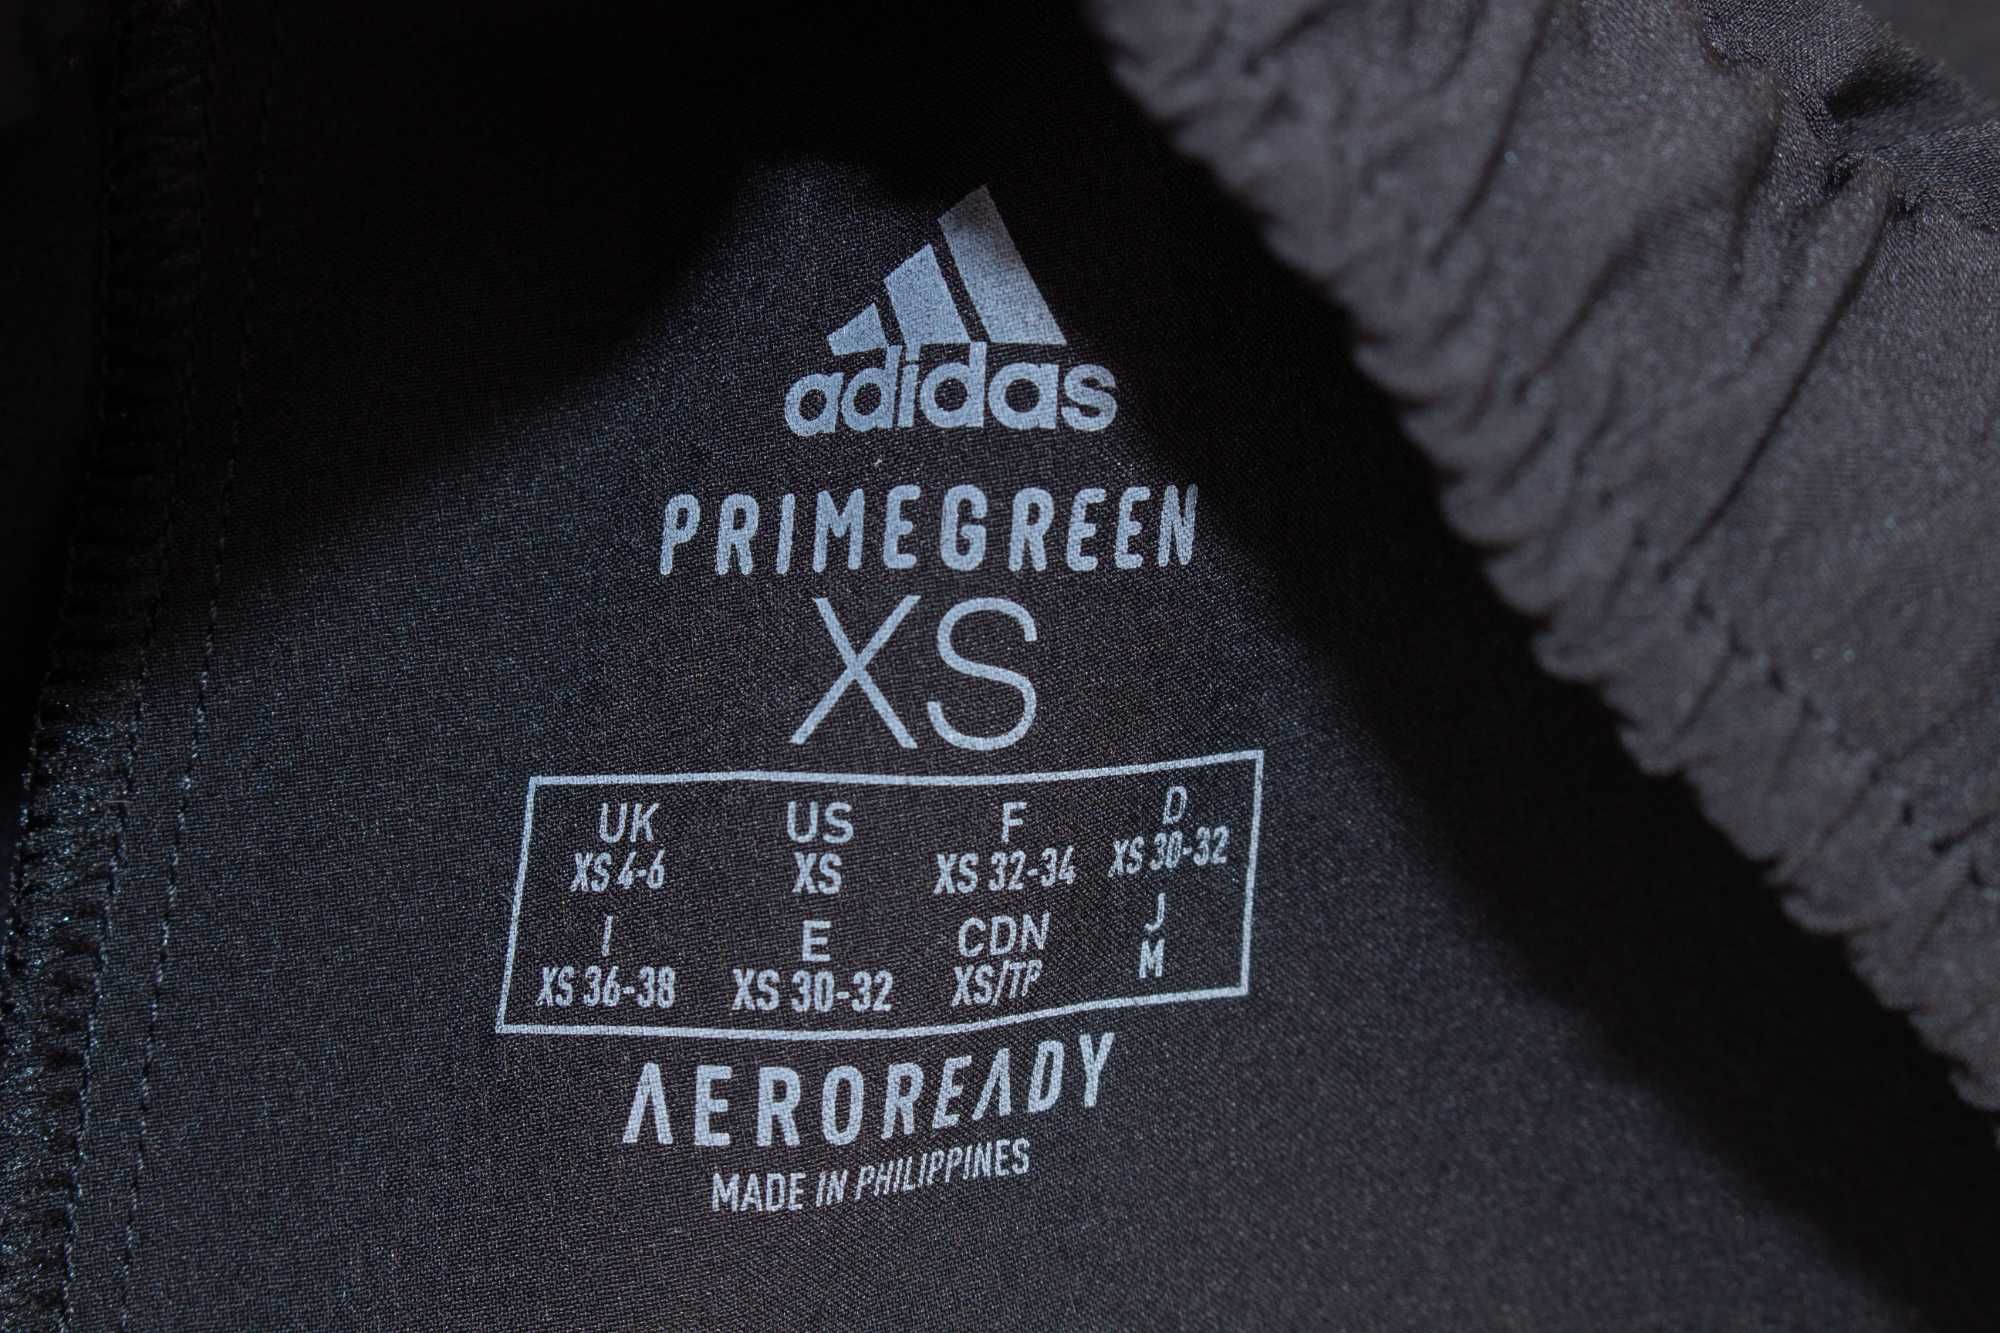 adidas
PRIMEGREEN
XS
UK US F D
XS 4-6 XS XS 32-34 XS 30-32
I E CDN J
XS 36-38 XS 30-32 XS/TP M
AEROREADY
MADE IN PHILIPPINES